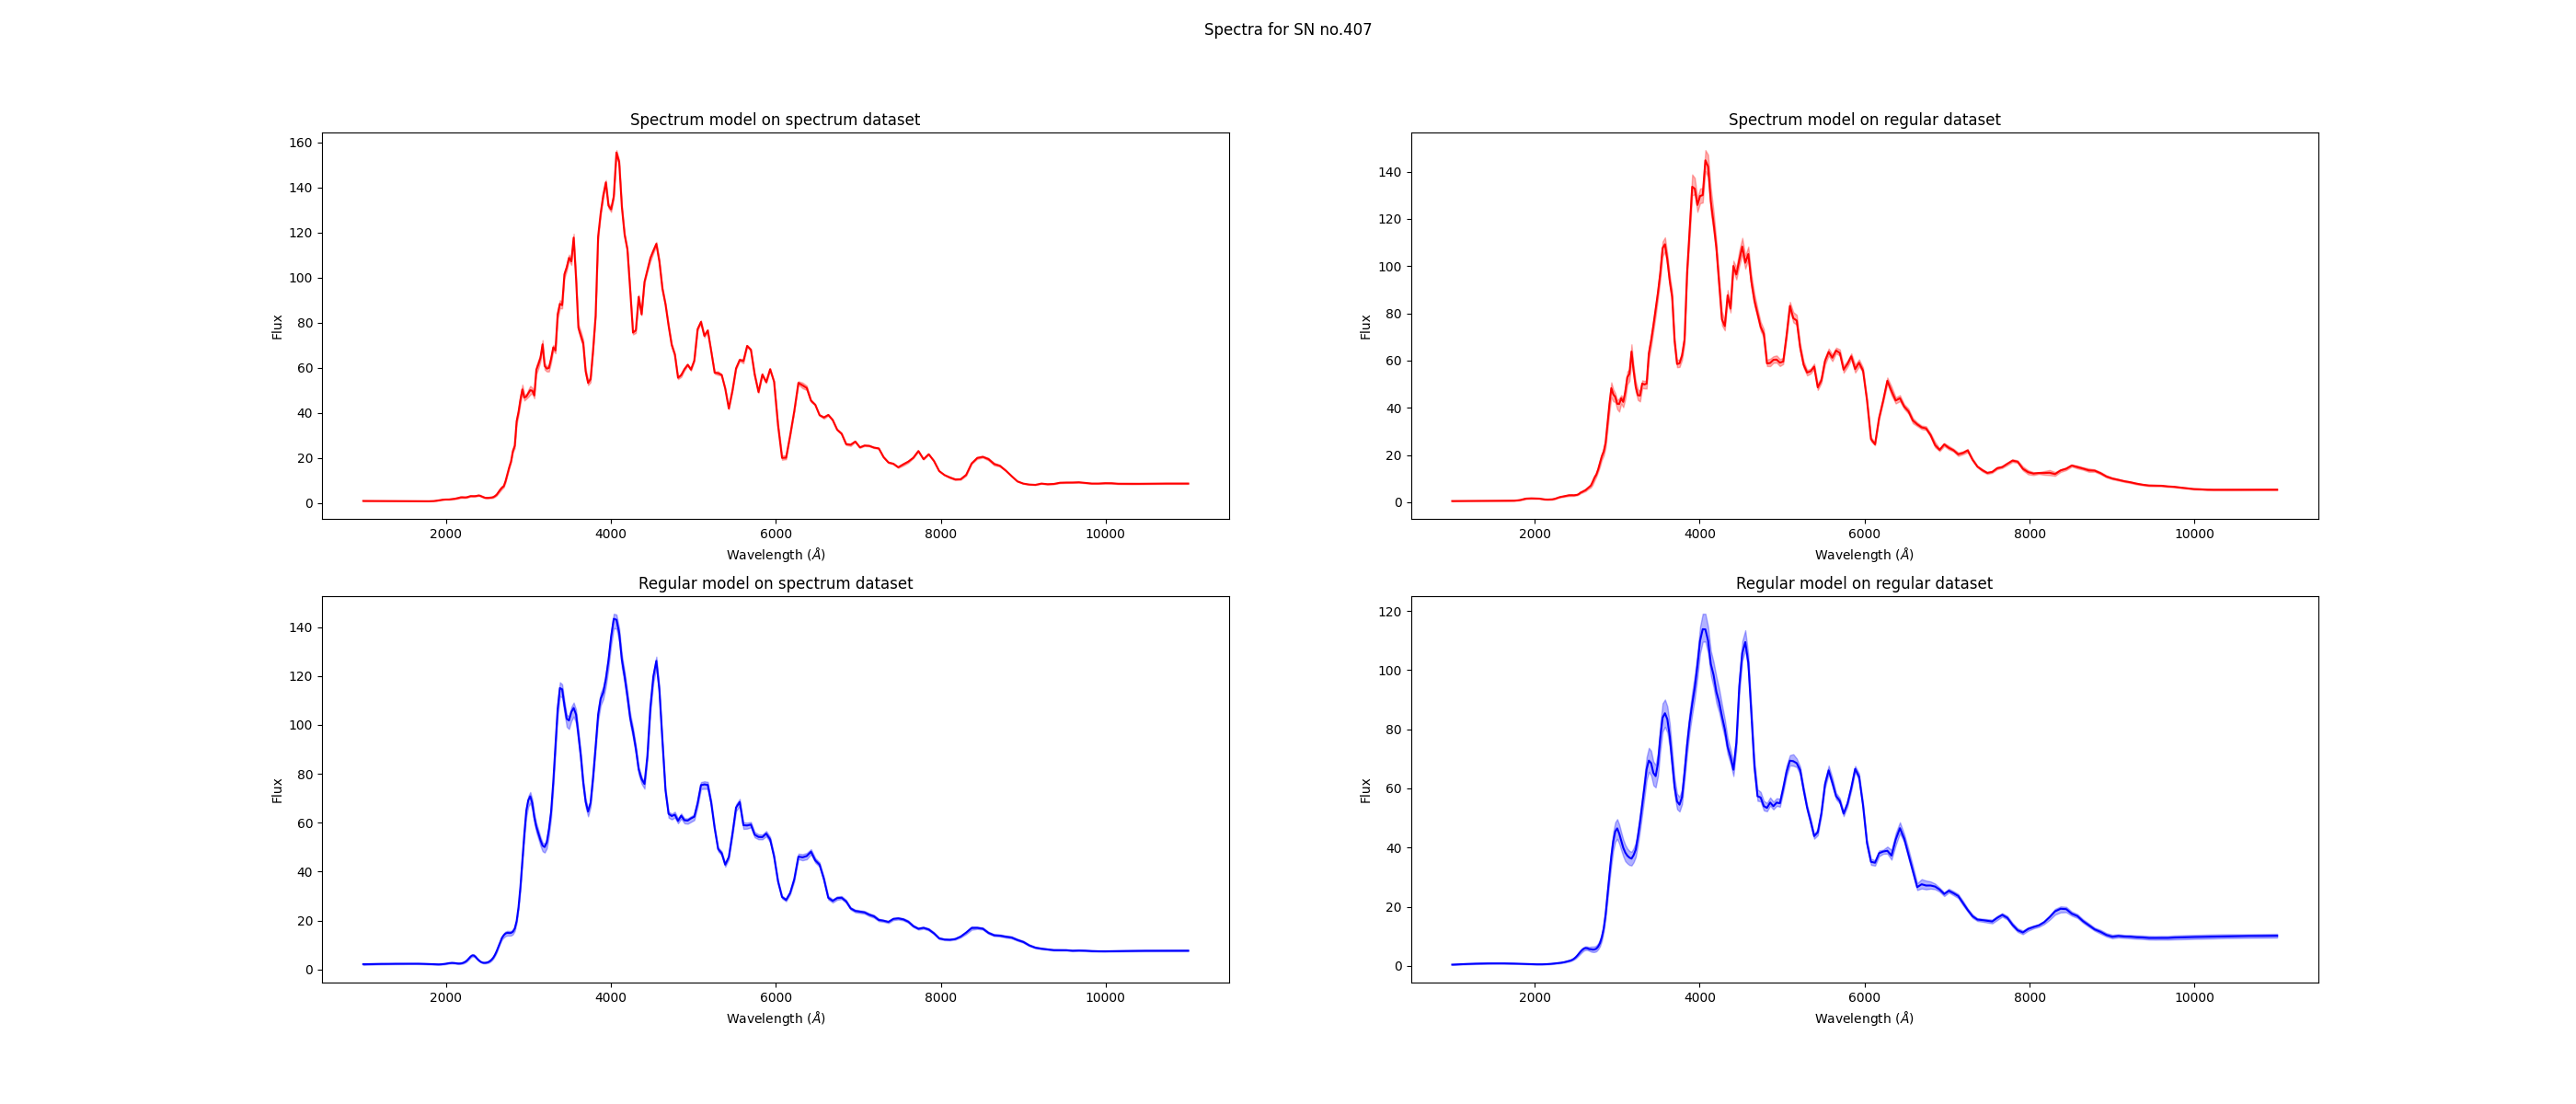 Spectra for SN no.407
Spectrum model on spectrum dataset
160
140
120
100
80
60
40
20
0
Flux
2000 4000 6000 8000 10000
Wavelength (Å)
Spectrum model on regular dataset
140
120
100
80
60
40
20
0
Flux
2000 4000 6000 8000 10000
Wavelength (Å)
Regular model on spectrum dataset
140
120
100
80
60
40
20
0
Flux
2000 4000 6000 8000 10000
Wavelength (Å)
Regular model on regular dataset
120
100
80
60
40
20
0
Flux
2000 4000 6000 8000 10000
Wavelength (Å)